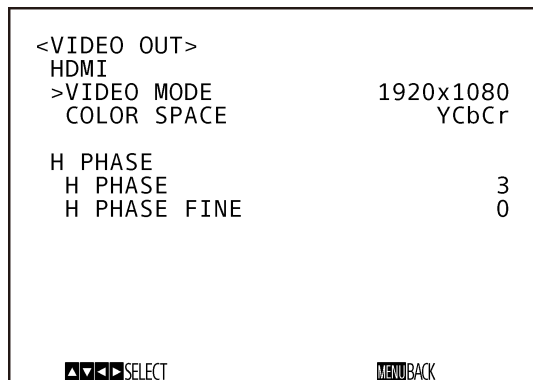 <VIDEO OUT>
HDMI
>VIDEO MODE 1920x1080
COLOR SPACE YCbCr
H PHASE
H PHASE 3
H PHASE FINE 0
▲▼◀▶SELECT MENU BACK